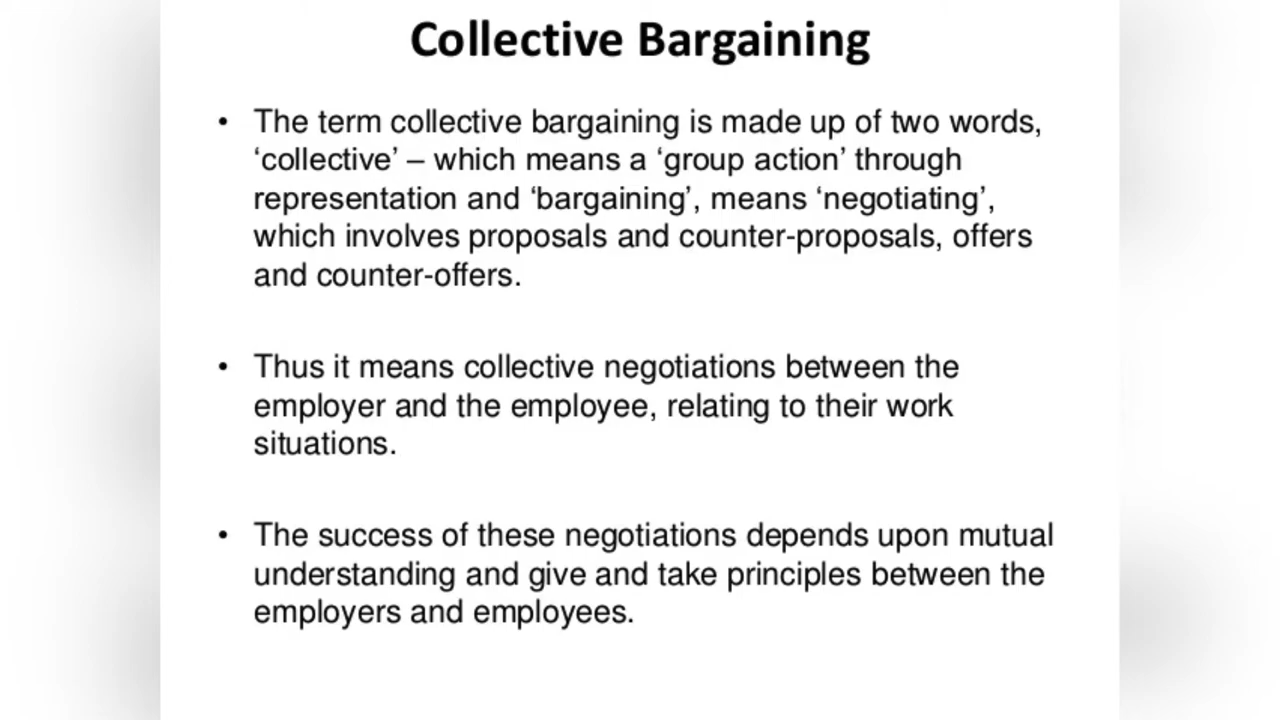 Collective Bargaining
• The term collective bargaining is made up of two words,
‘collective’ – which means a ‘group action’ through
representation and ‘bargaining’, means ‘negotiating’,
which involves proposals and counter-proposals, offers
and counter-offers.
• Thus it means collective negotiations between the
employer and the employee, relating to their work
situations.
• The success of these negotiations depends upon mutual
understanding and give and take principles between the
employers and employees.